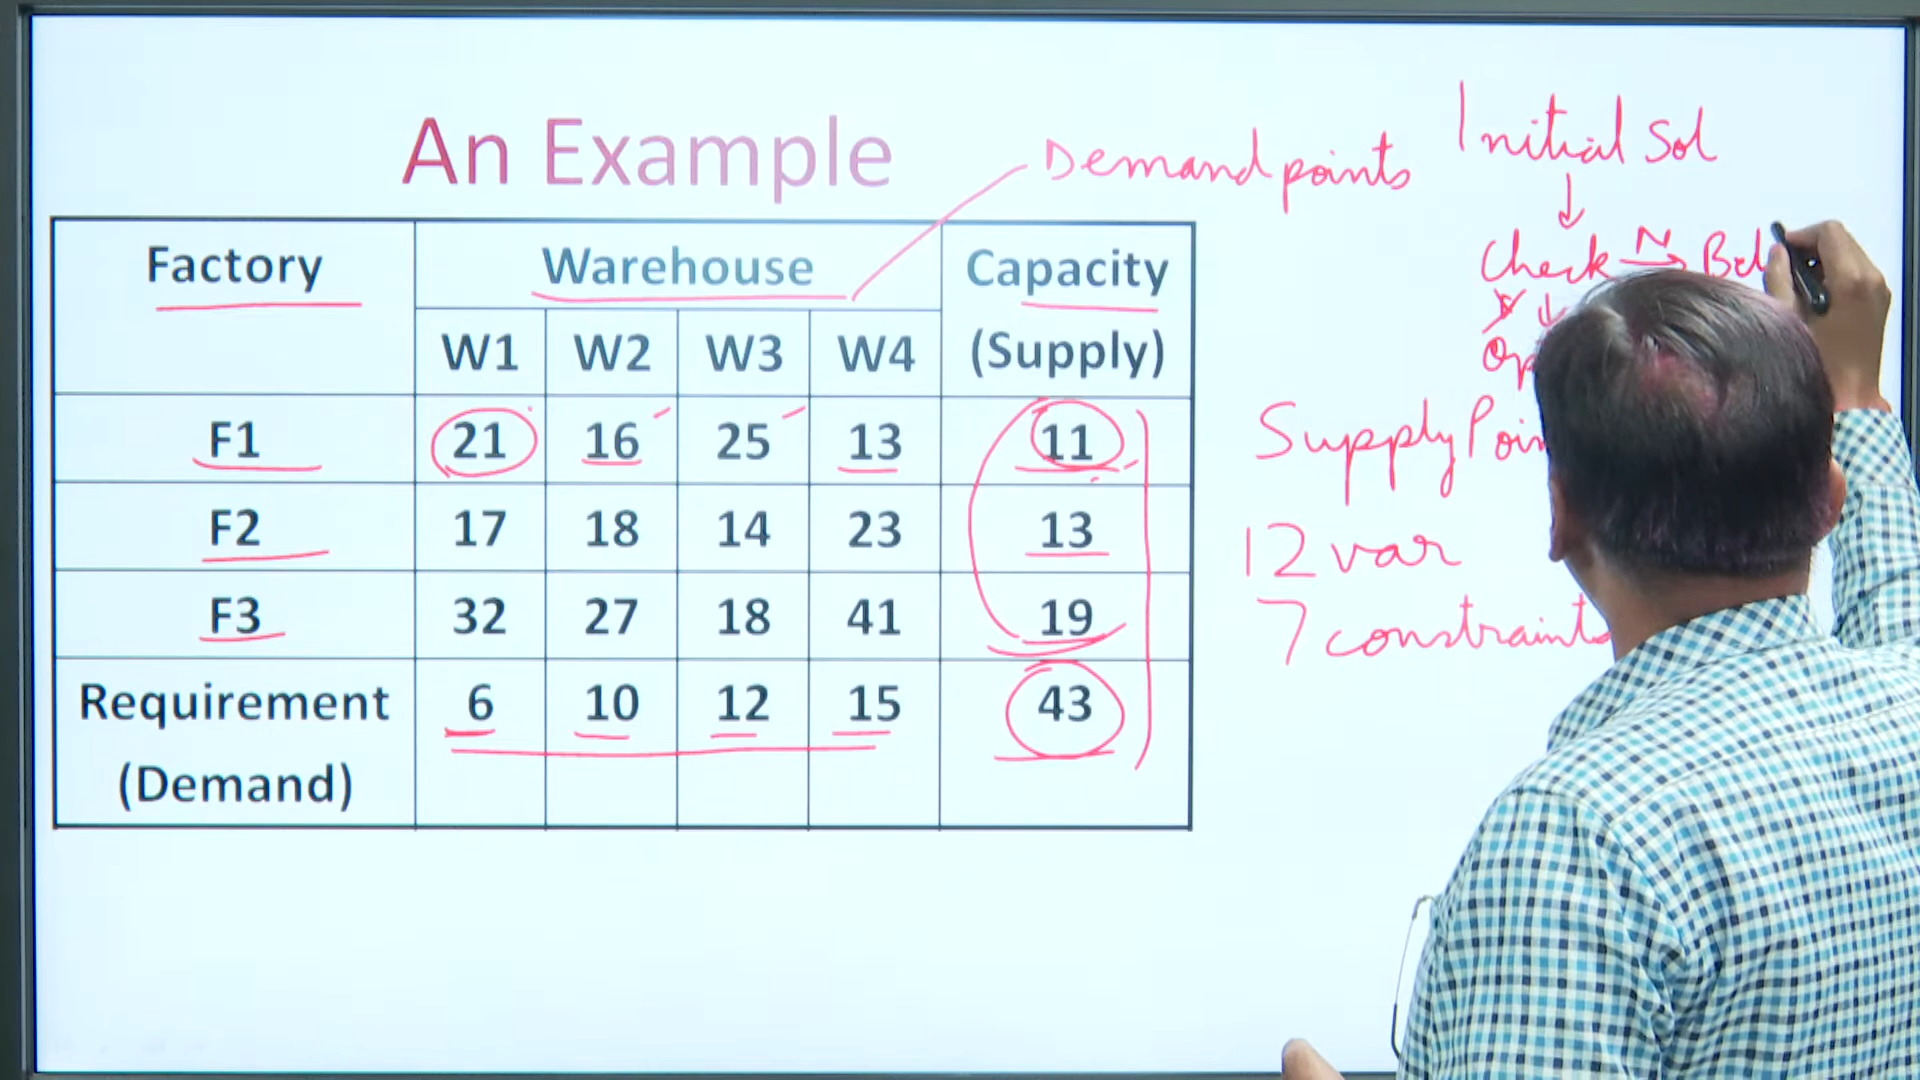 An Example
Demand points
Initial Sol
Check N
Factory Warehouse Capacity (Supply)
W1 W2 W3 W4
F1 21 16 25 13 11
F2 17 18 14 23 13
F3 32 27 18 41 19
Requirement (Demand) 6 10 12 15 43
Supply
12 var
7 constraints